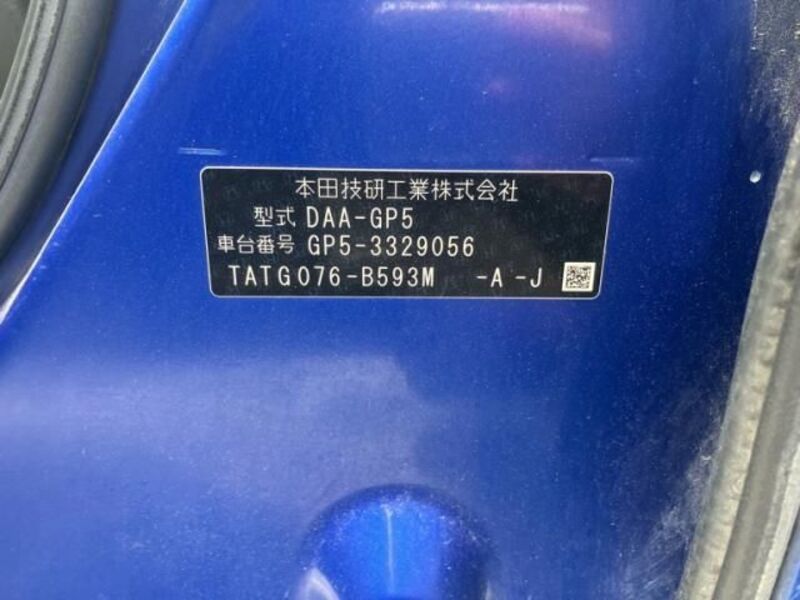 本田技研工業株式会社
型式 DAA-GP5
車台番号 GP5-3329056
TATG076-B593M -A -J